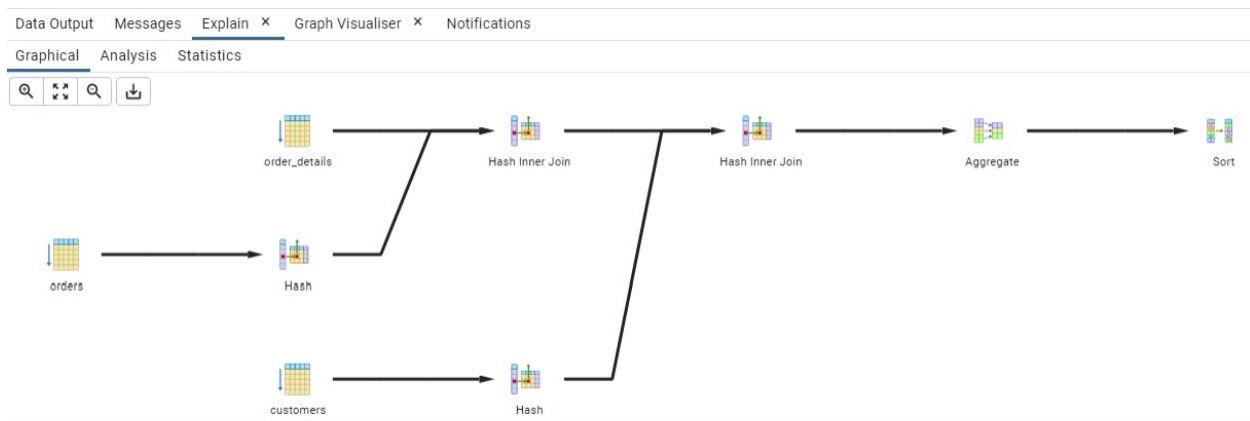 Data Output Messages Explain × Graph Visualiser × Notifications
Graphical Analysis Statistics
order_details
Hash Inner Join
Hash Inner Join
Aggregate
Sort
orders
Hash
customers
Hash